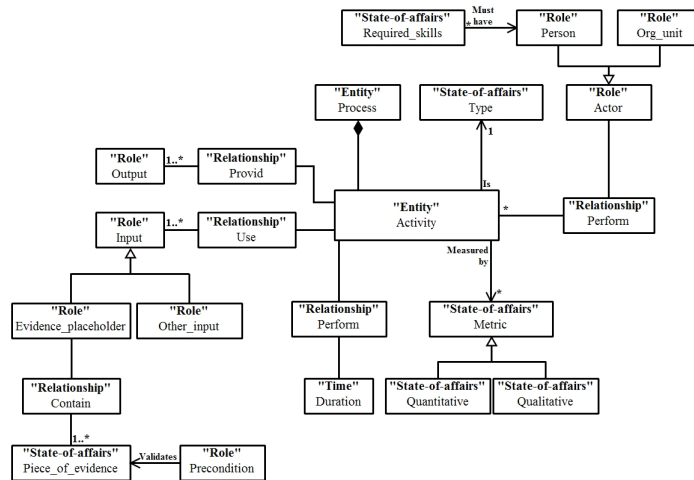 "State-of-affairs"
Required_skills
*
Must
have
"Role"
Person
"Role"
Org_unit
"Entity"
Process
"State-of-affairs"
Type
1
"Role"
Actor
"Role"
Output
1..*
"Relationship"
Provid
Is
"Entity"
Activity
*
"Relationship"
Perform
"Role"
Input
1..*
"Relationship"
Use
Measured
by
*
"Role"
Evidence_placeholder
"Role"
Other_input
"Relationship"
Perform
"State-of-affairs"
Metric
"Relationship"
Contain
"Time"
Duration
"State-of-affairs"
Quantitative
"State-of-affairs"
Qualitative
1..*
"State-of-affairs"
Piece_of_evidence
Validates
"Role"
Precondition